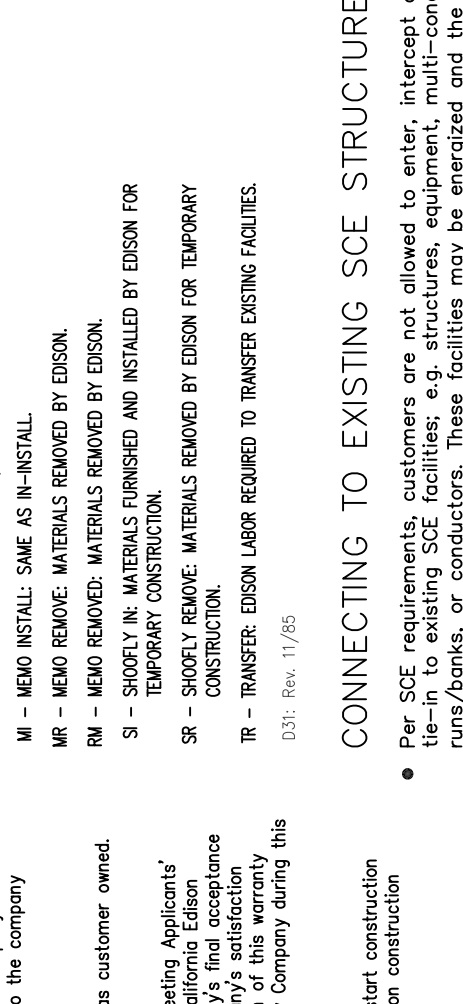 MI – MEMO INSTALL: SAME AS IN–INSTALL.
MR – MEMO REMOVE: MATERIALS REMOVED BY EDISON.
RM – MEMO REMOVED: MATERIALS REMOVED BY EDISON.
SI – SHOOFLY IN: MATERIALS FURNISHED AND INSTALLED BY EDISON FOR
TEMPORARY CONSTRUCTION.
SR – SHOOFLY REMOVE: MATERIALS REMOVED BY EDISON FOR TEMPORARY
CONSTRUCTION.
TR – TRANSFER: EDISON LABOR REQUIRED TO TRANSFER EXISTING FACILITIES.
D31: Rev. 11/85
CONNECTING TO EXISTING SCE STRUCTURE
● Per SCE requirements, customers are not allowed to enter, intercept
tie–in to existing SCE facilities; e.g. structures, equipment, multi–con
runs/banks, or conductors. These facilities may be energized and the
the company
as customer owned.
eeting Applicants'
alifornia Edison
y's final acceptance
ny's satisfaction
of this warranty
Company during this
start construction
on construction